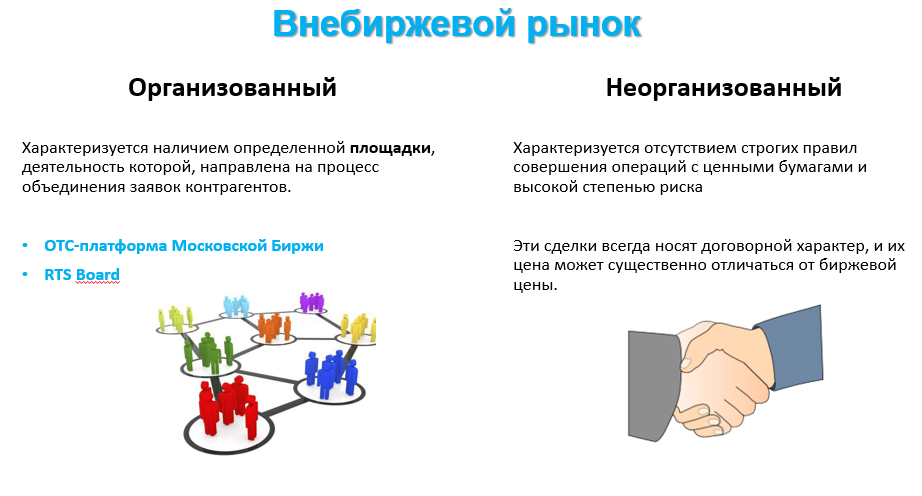 Внебиржевой рынок
Организованный
Характеризуется наличием определенной площадки,
деятельность которой, направлена на процесс
объединения заявок контрагентов.
• ОТС-платформа Московской Биржи
• RTS Board
Неорганизованный
Характеризуется отсутствием строгих правил
совершения операций с ценными бумагами и
высокой степенью риска
Эти сделки всегда носят договорной характер, и их
цена может существенно отличаться от биржевой
цены.